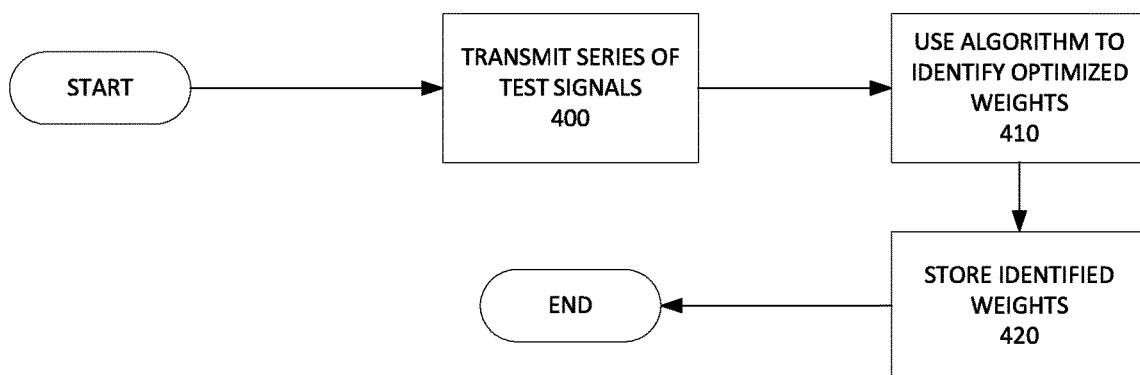 START
TRANSMIT SERIES OF
TEST SIGNALS
400
USE ALGORITHM TO
IDENTIFY OPTIMIZED
WEIGHTS
410
STORE IDENTIFIED
WEIGHTS
420
END